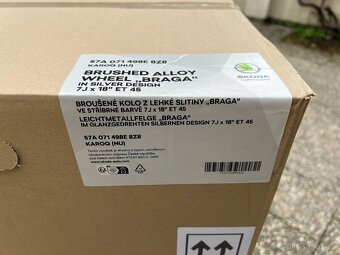 57A 071 498E 8Z8
KAROQ (NU)
BRUSHED ALLOY
WHEEL „BRAGA"
IN SILVER DESIGN
7J x 18" ET 45
ŠKODA
BROUŠENÉ KOLO Z LEHKÉ SLITINY „BRAGA"
VE STŘÍBRNÉ BARVĚ 7J x 18" ET 45
LEICHTMETALLFELGE „BRAGA"
IM GLANZGEDREHTEN SILBERNEN DESIGN 7J x 18" ET 45
57A 071 498E 8Z8
KAROQ (NU)